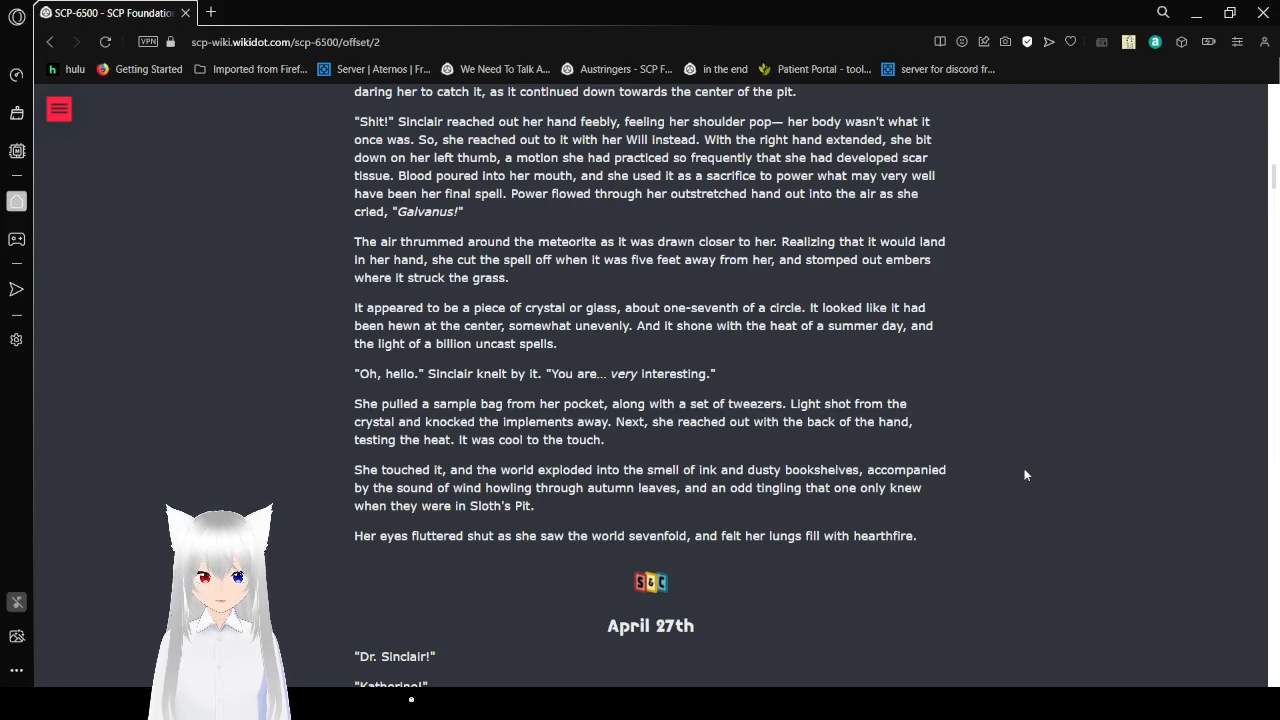 SCP-6500 - SCP Foundatio
VPN
scp-wiki.wikidot.com/scp-6500/offset/2
hulu
Getting Started
Imported from Firef...
Server | Aternos | Fr...
We Need To Talk A...
Austringers - SCP F...
in the end
Patient Portal - tool...
server for discord fr...
daring her to catch it, as it continued down towards the center of the pit.
"Shit!" Sinclair reached out her hand feebly, feeling her shoulder pop— her body wasn't what it
once was. So, she reached out to it with her Will instead. With the right hand extended, she bit
down on her left thumb, a motion she had practiced so frequently that she had developed scar
tissue. Blood poured into her mouth, and she used it as a sacrifice to power what may very well
have been her final spell. Power flowed through her outstretched hand out into the air as she
cried, "Galvanus!"
The air thrummed around the meteorite as it was drawn closer to her. Realizing that it would land
in her hand, she cut the spell off when it was five feet away from her, and stomped out embers
where it struck the grass.
It appeared to be a piece of crystal or glass, about one-seventh of a circle. It looked like it had
been hewn at the center, somewhat unevenly. And it shone with the heat of a summer day, and
the light of a billion uncast spells.
"Oh, hello." Sinclair knelt by it. "You are... very interesting."
She pulled a sample bag from her pocket, along with a set of tweezers. Light shot from the
crystal and knocked the implements away. Next, she reached out with the back of the hand,
testing the heat. It was cool to the touch.
She touched it, and the world exploded into the smell of ink and dusty bookshelves, accompanied
by the sound of wind howling through autumn leaves, and an odd tingling that one only knew
when they were in Sloth's Pit.
Her eyes fluttered shut as she saw the world sevenfold, and felt her lungs fill with hearthfire.
S & C
April 27th
"Dr. Sinclair!"
"Katherine!"